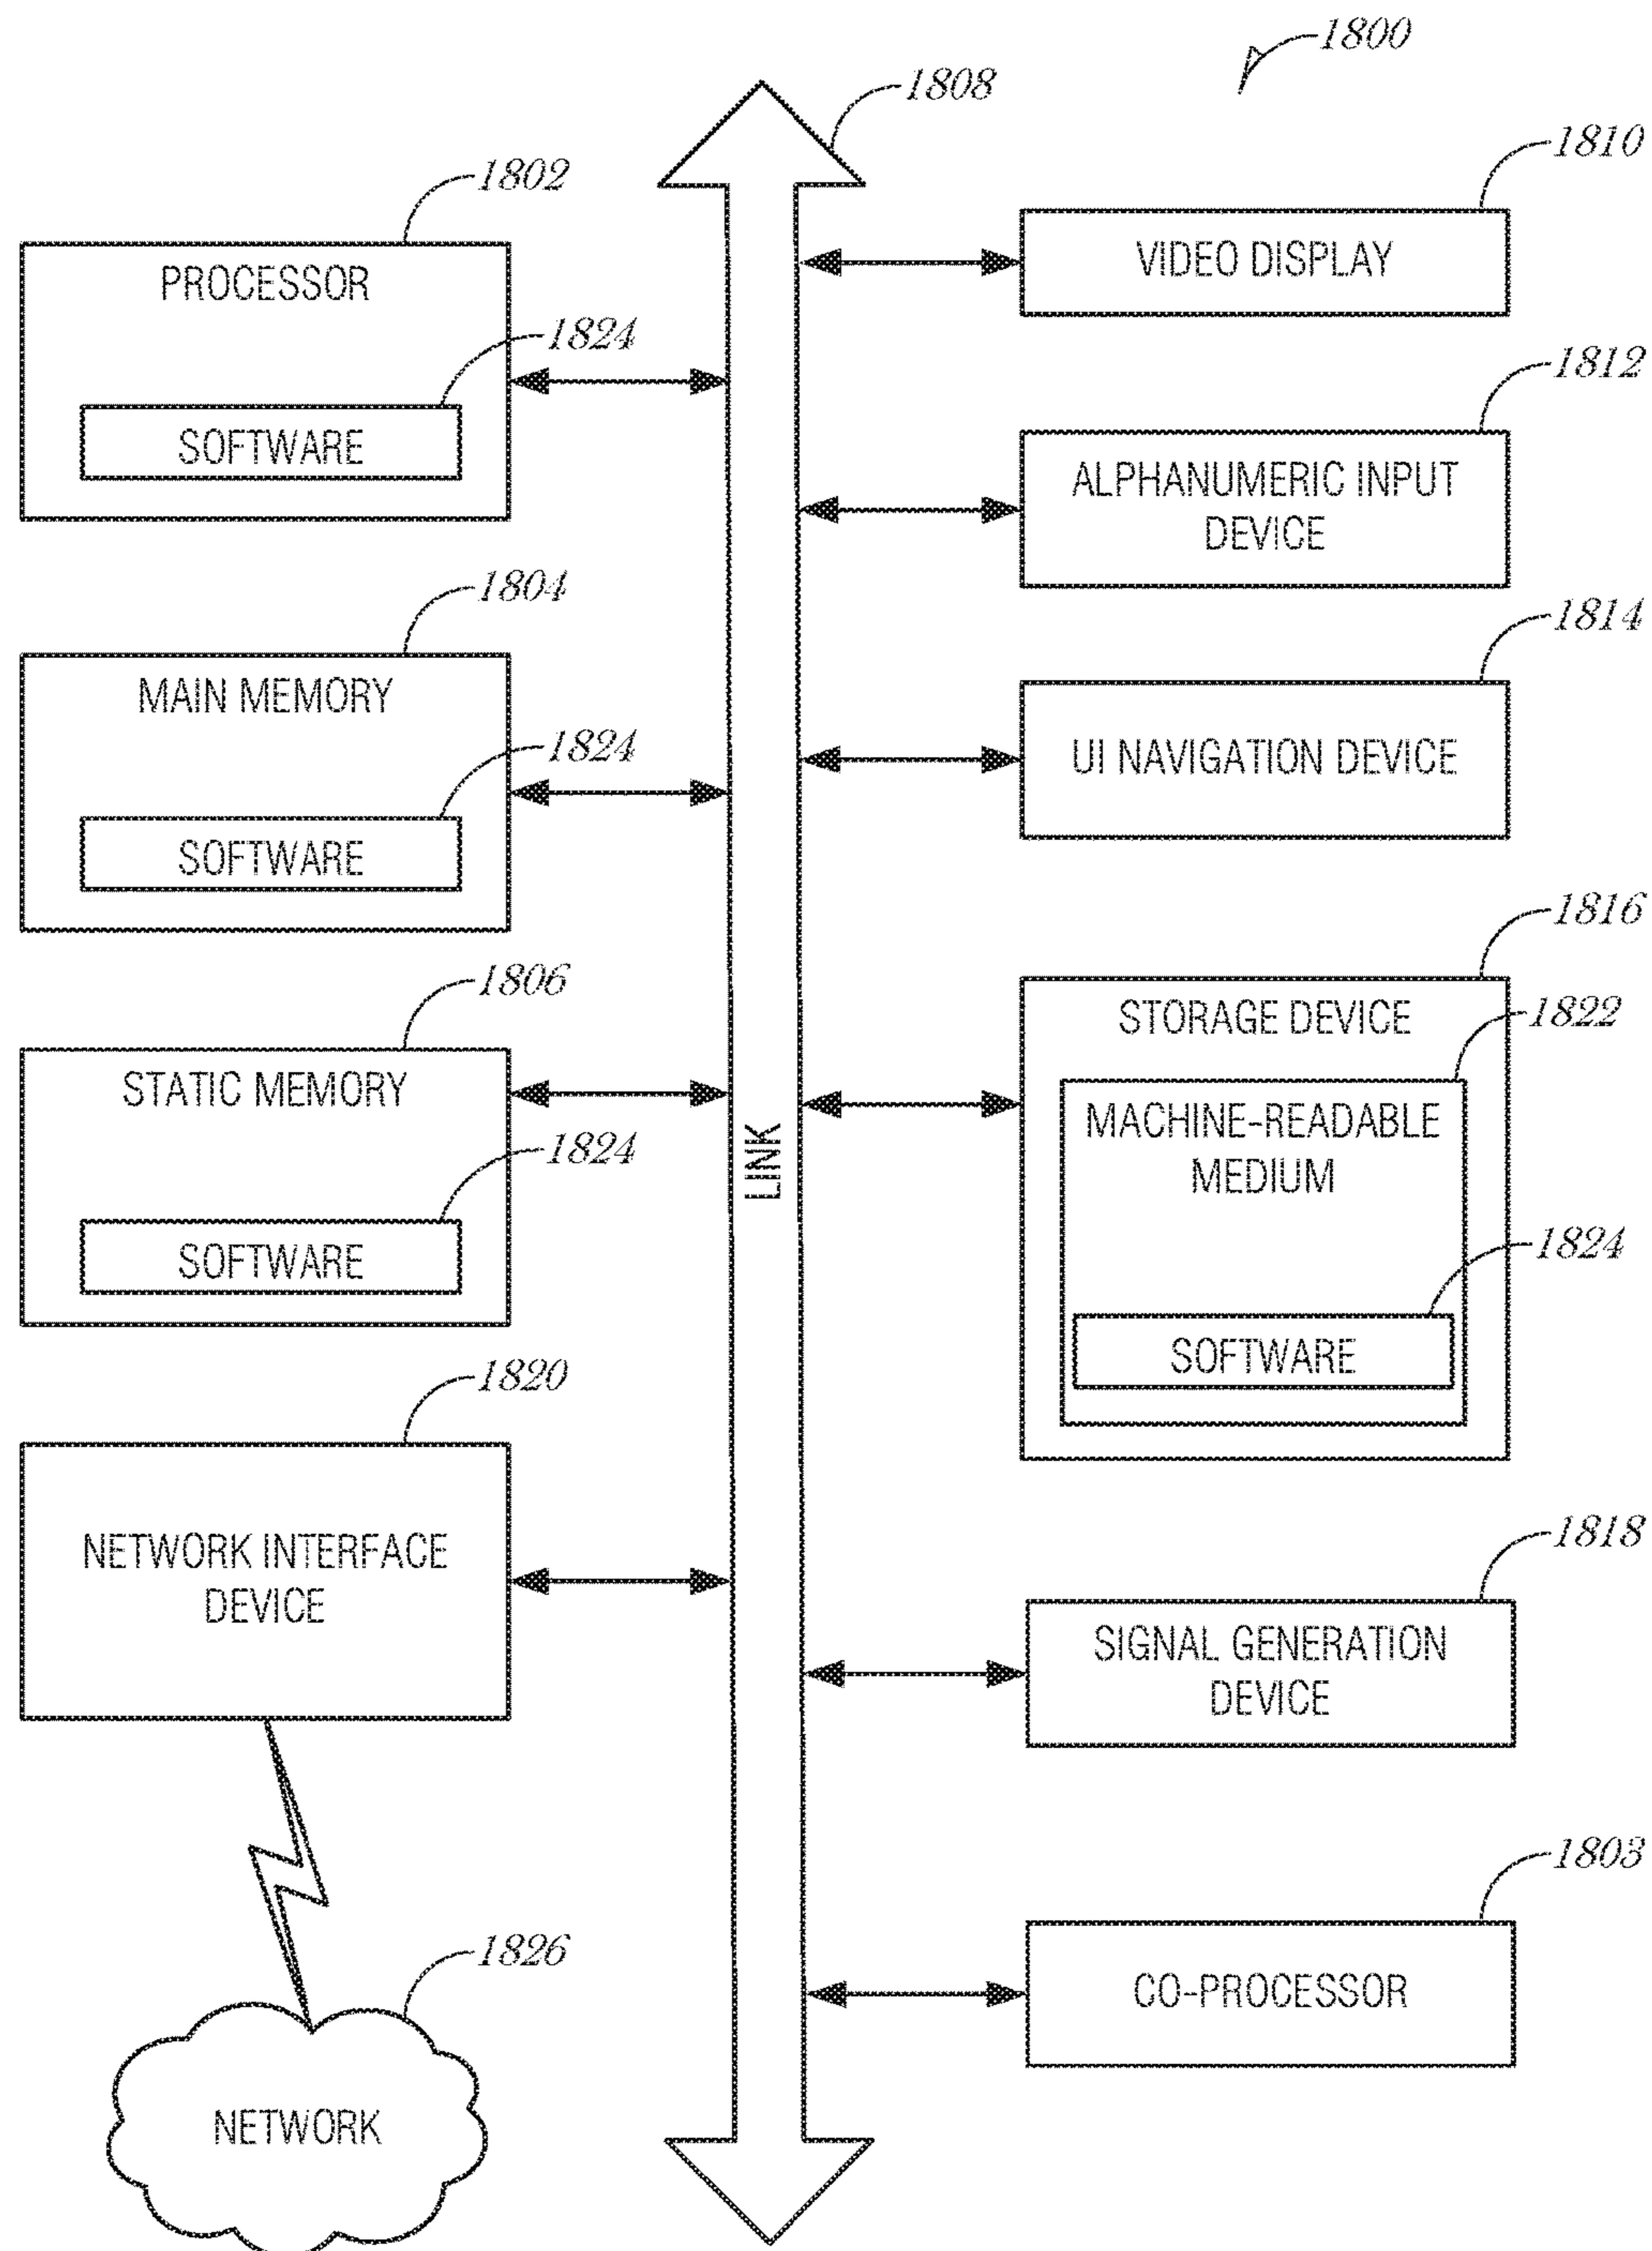 1800
1808
1802
PROCESSOR
1824
SOFTWARE
1804
MAIN MEMORY
1824
SOFTWARE
1806
STATIC MEMORY
1824
SOFTWARE
1820
NETWORK INTERFACE
DEVICE
1826
NETWORK
LINK
1810
VIDEO DISPLAY
1812
ALPHANUMERIC INPUT
DEVICE
1814
UI NAVIGATION DEVICE
1816
STORAGE DEVICE
1822
MACHINE-READABLE
MEDIUM
1824
SOFTWARE
1818
SIGNAL GENERATION
DEVICE
1803
CO-PROCESSOR